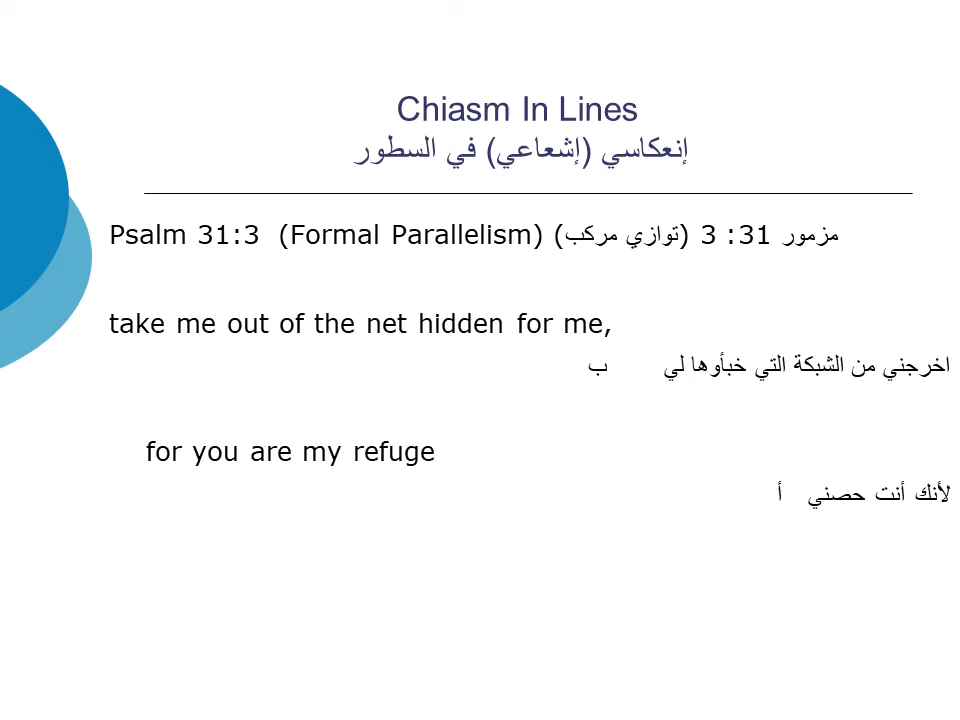 Chiasm In Lines
إنعكاسي (إشعاعي) في السطور
Psalm 31:3 (Formal Parallelism) (توازي مركب) 3 :31 مزمور
take me out of the net hidden for me,
اخرجني من الشبكة التي خبأوها لي ب
for you are my refuge
لأنك أنت حصني أ